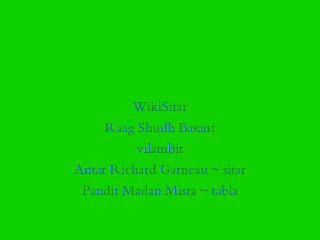 WikiSitar
Raag Shudh Basant
vilambit
Antar Richard Garneau ~ sitar
Pandit Madan Misra ~ tabla